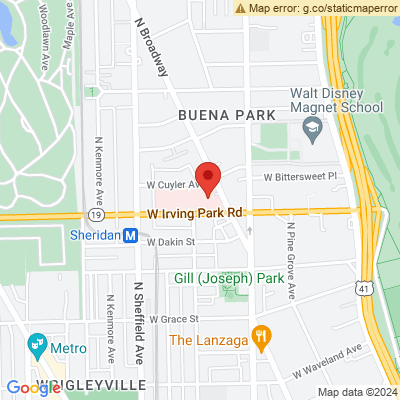 Map error: g.co/staticmaperror
Woodlawn Ave
Maple Ave
N Broadway
1
BUENA PARK
Walt Disney
Magnet School
N Kenmore Ave
W Cuyler Ave
W Bittersweet Pl
19
W Irving Park Rd
Sheridan M
W Dakin St
N Pine Grove Ave
Gill (Joseph) Park
41
N Sheffield Ave
N Kenmore Ave
W Grace St
The Lanzaga
Metro
W Waveland Ave
WRIGLEYVILLE
Google
Map data ©2024